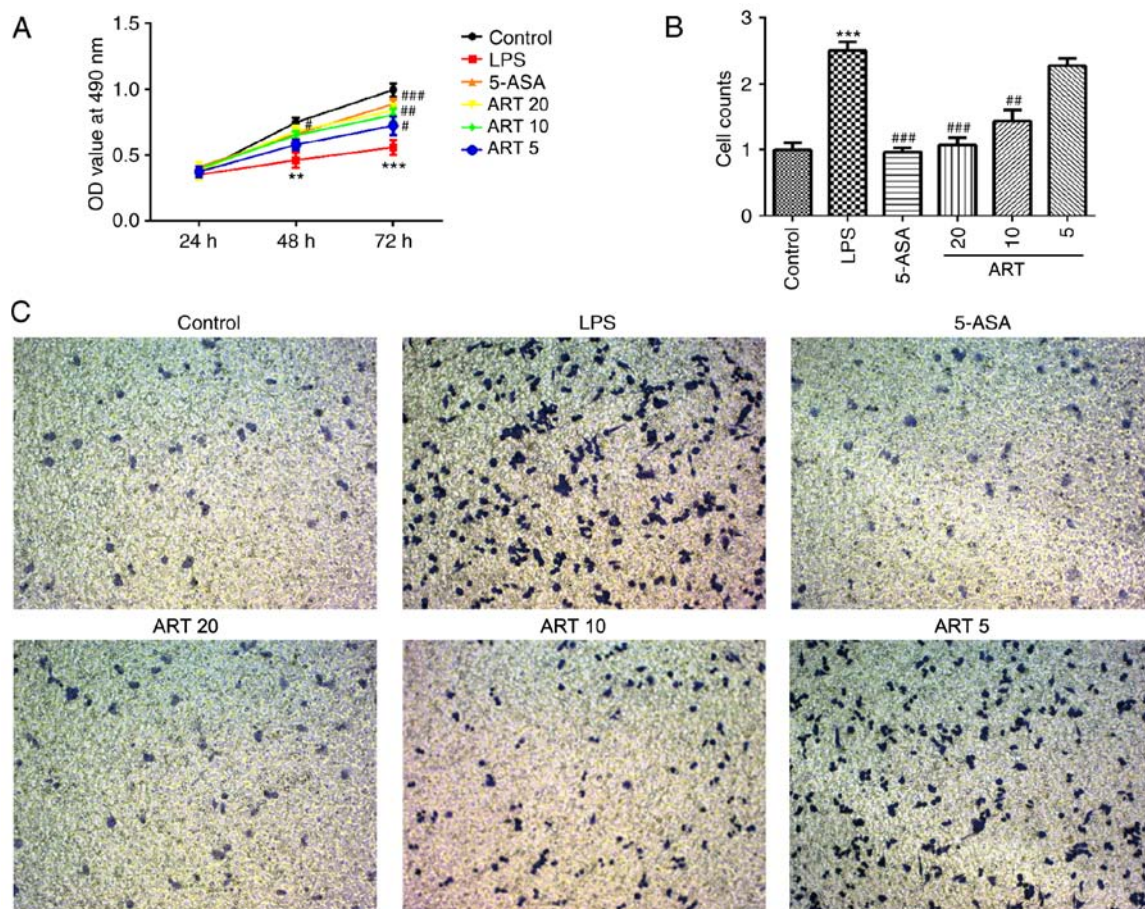 A
OD value at 490 nm
1.5
1.0
0.5
0.0
24 h 48 h 72 h
#
**
###
##
#
***
Control
LPS
5-ASA
ART 20
ART 10
ART 5
B
Cell counts
3
2
1
0
***
###
###
##
Control
LPS
5-ASA
20
10
5
ART
C
Control LPS 5-ASA
ART 20 ART 10 ART 5